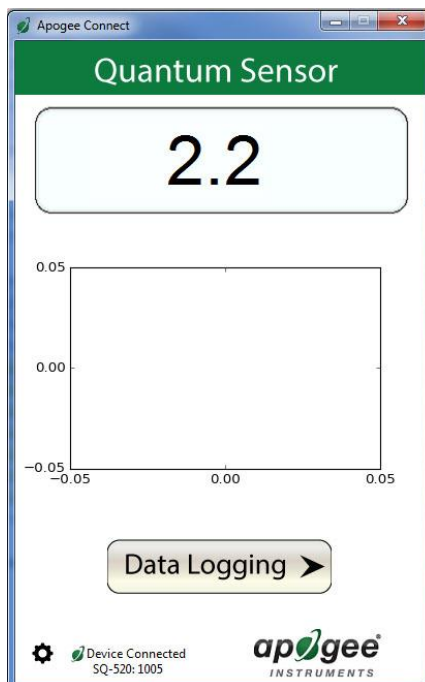 Apogee Connect
Quantum Sensor
2.2
0.05
0.00
−0.05
−0.05 0.00 0.05
Data Logging
Device Connected
SQ-520: 1005
apogee
INSTRUMENTS